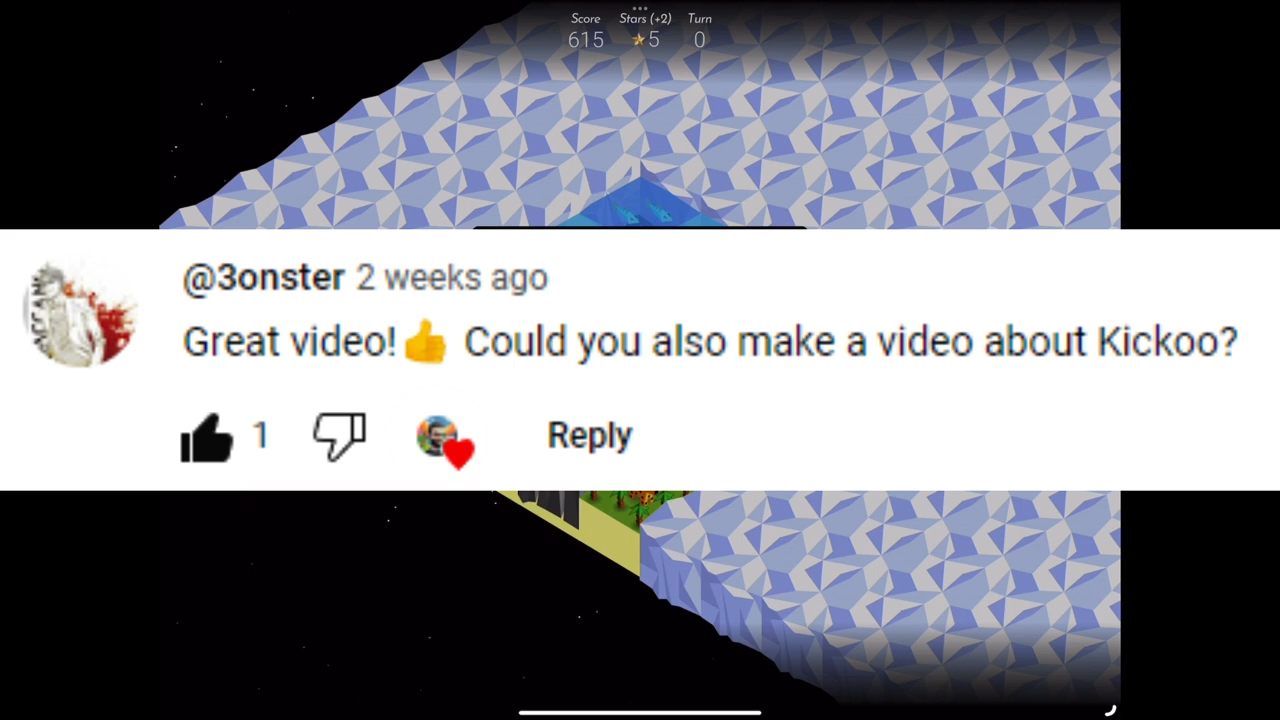 Score Stars (+2) Turn
615 5 0
@3onster 2 weeks ago
Great video!👍 Could you also make a video about Kickoo?
1 Reply